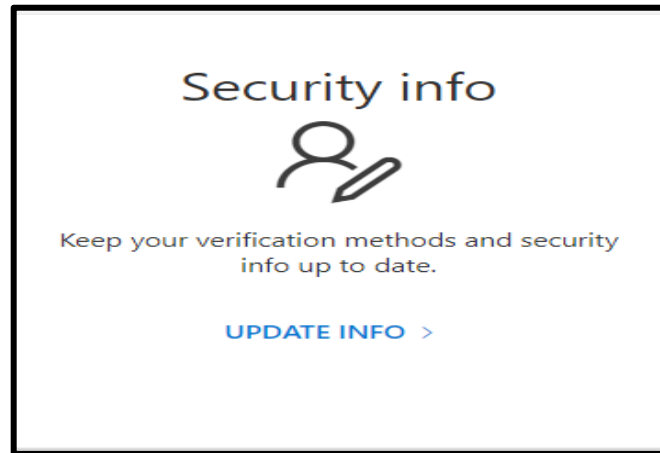 Security info
Keep your verification methods and security
info up to date.
UPDATE INFO >